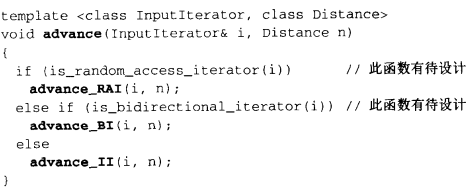 template <class InputIterator, class Distance>
void advance(InputIterator& i, Distance n)
{
  if (is_random_access_iterator(i))       // 此函数有待设计
    advance_RAI(i, n);
  else if (is_bidirectional_iterator(i)) // 此函数有待设计
    advance_BI(i, n);
  else
    advance_II(i, n);
}